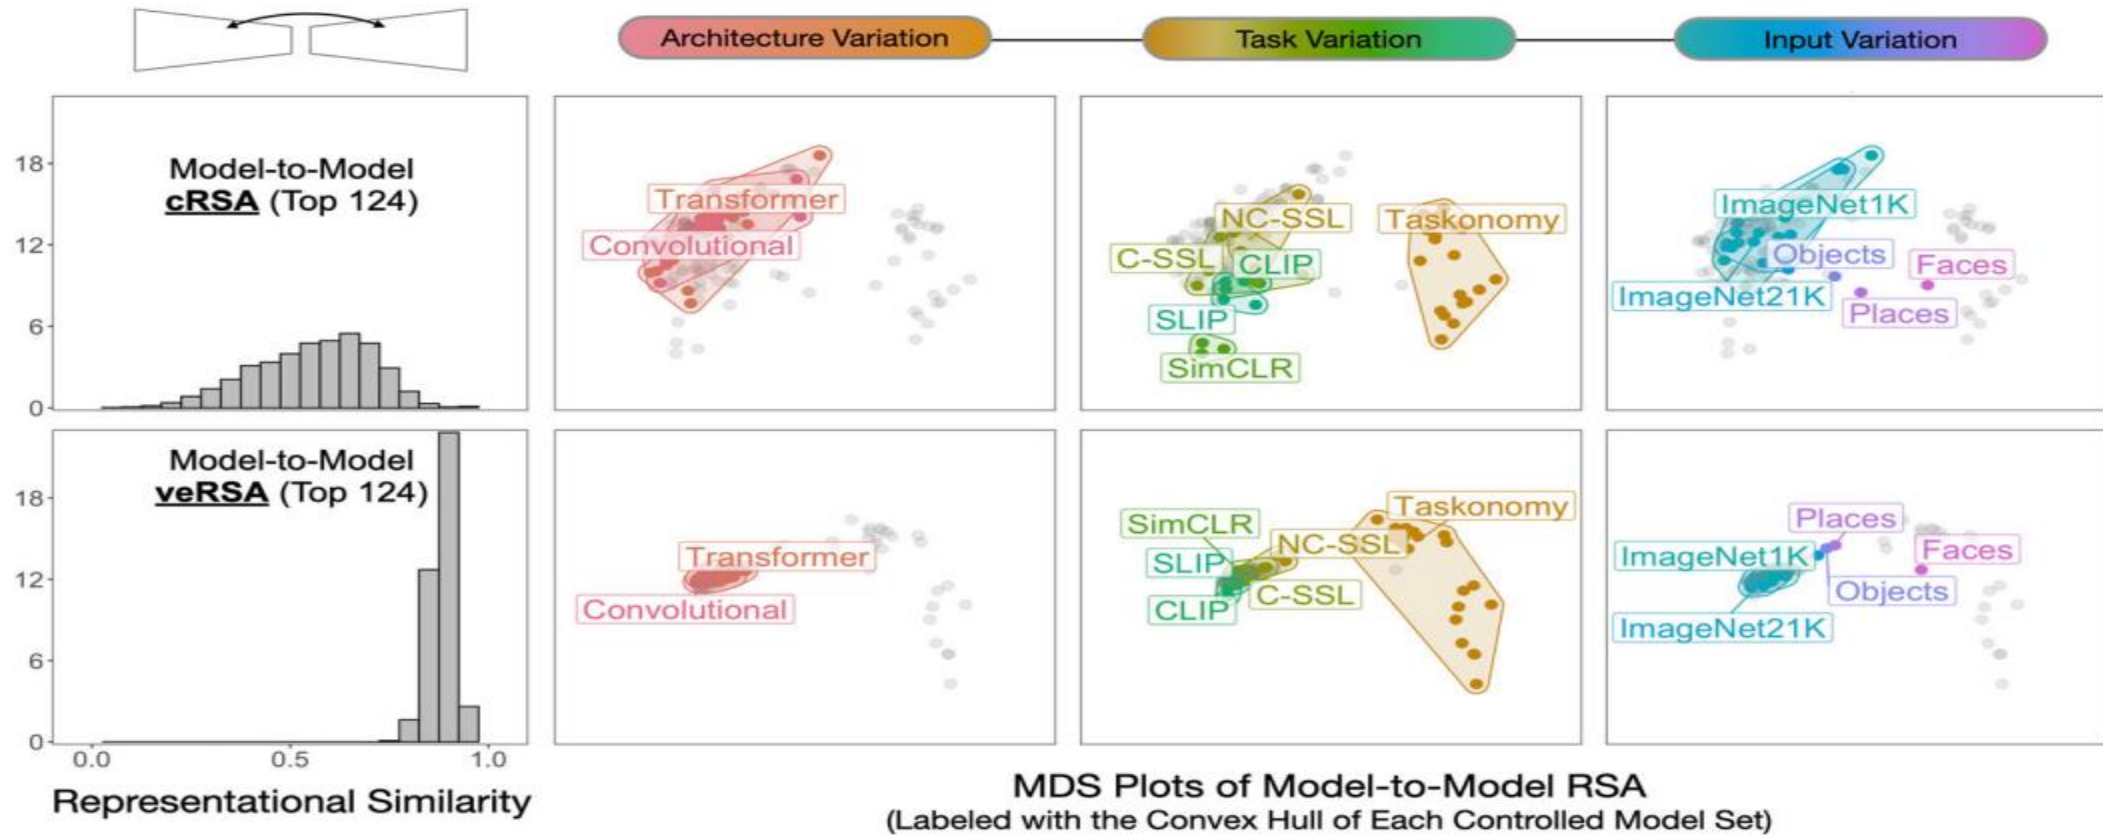 Architecture Variation
Task Variation
Input Variation
Model-to-Model
cRSA (Top 124)
18
12
6
0
Transformer
Convolutional
NC-SSL
Taskonomy
C-SSL
CLIP
SLIP
SimCLR
ImageNet1K
Objects
Faces
ImageNet21K
Places
Model-to-Model
veRSA (Top 124)
18
12
6
0
0.0
0.5
1.0
Representational Similarity
Transformer
Convolutional
Taskonomy
SimCLR
NC-SSL
SLIP
C-SSL
CLIP
Places
ImageNet1K
Faces
Objects
ImageNet21K
MDS Plots of Model-to-Model RSA
(Labeled with the Convex Hull of Each Controlled Model Set)